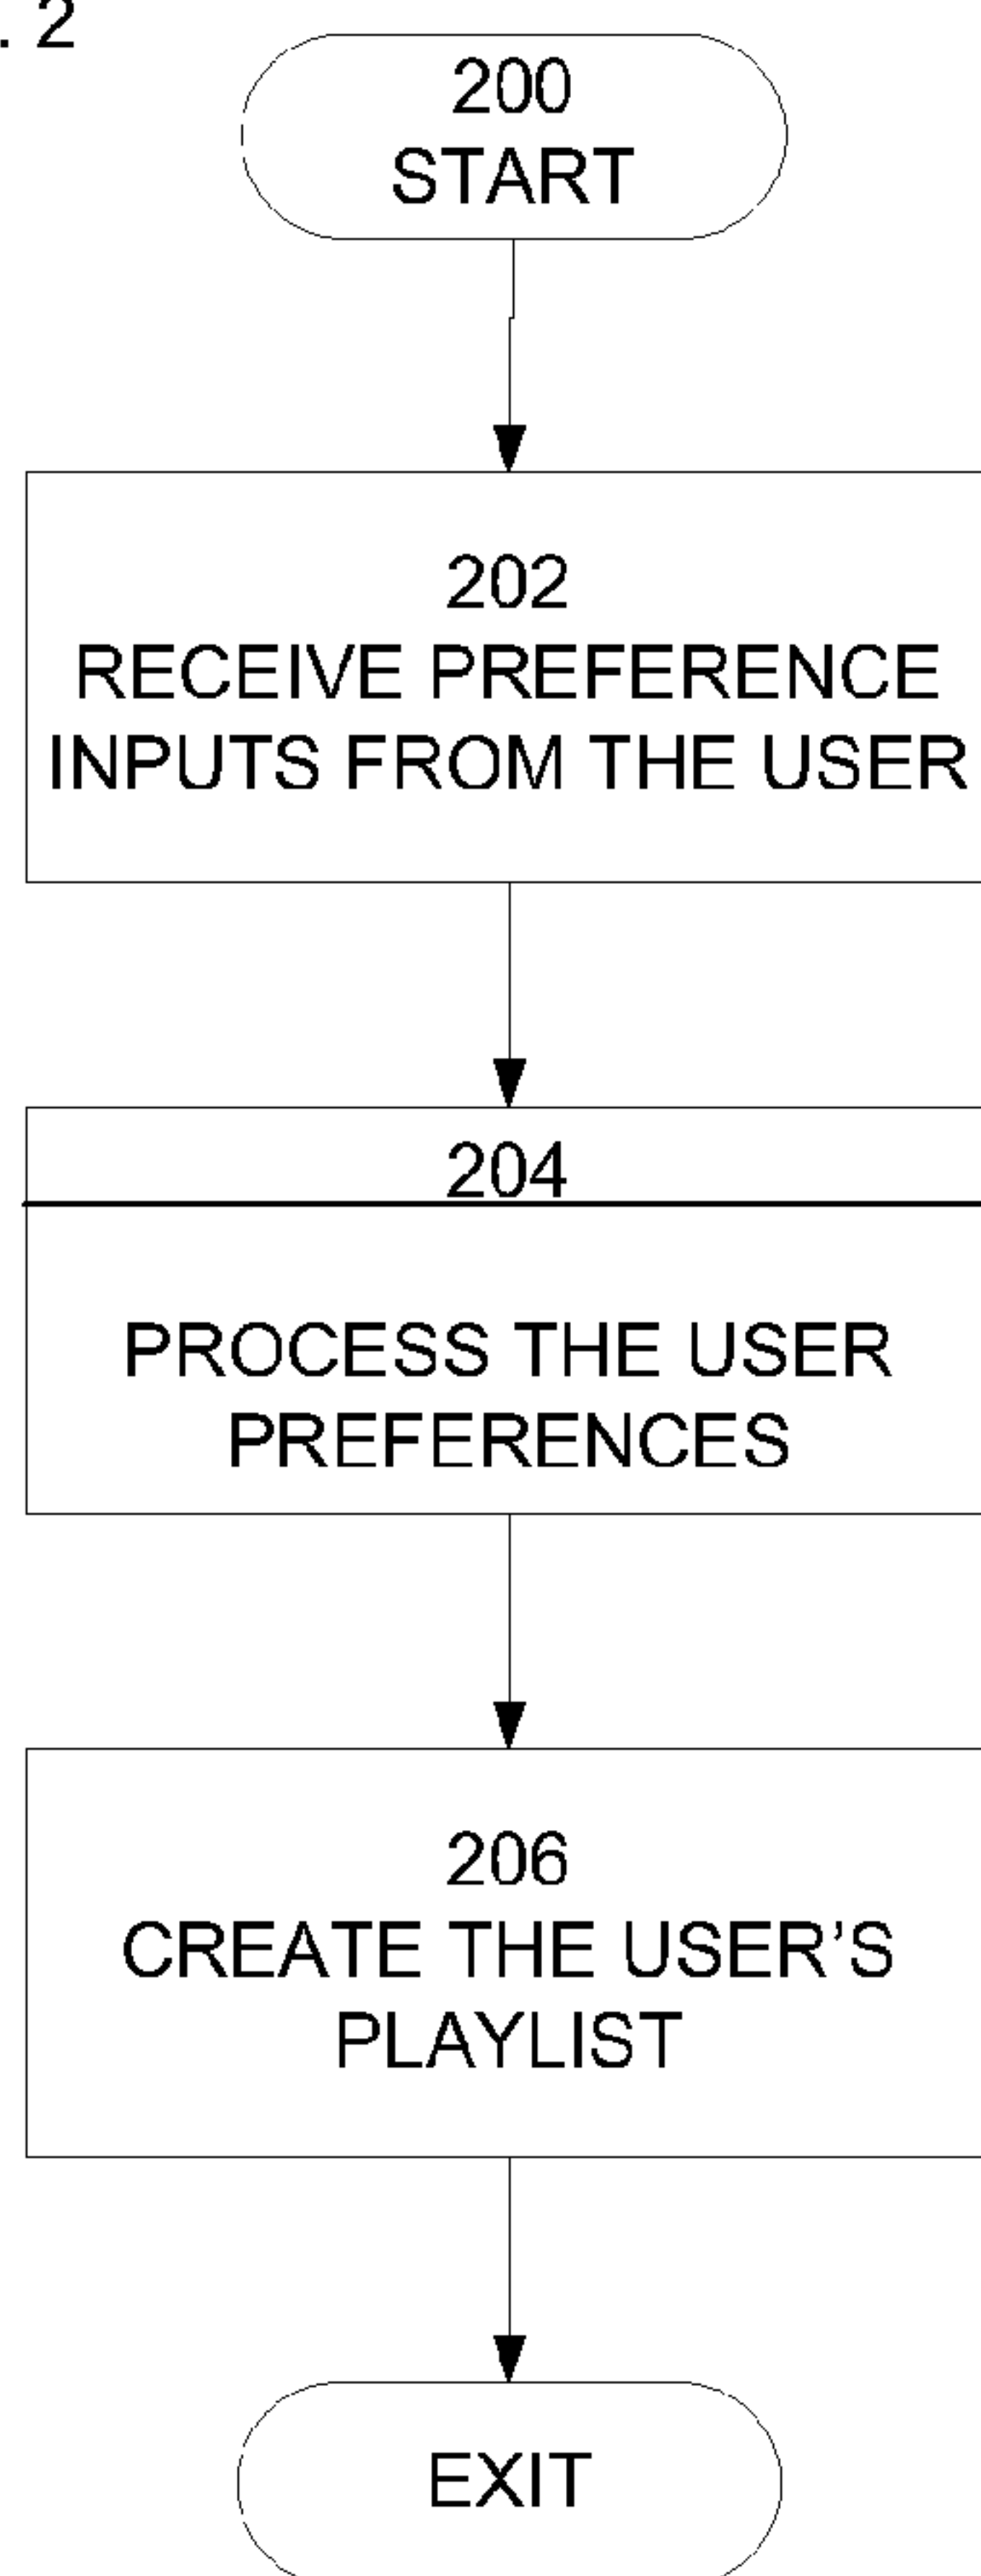 . 2
200
START
202
RECEIVE PREFERENCE
INPUTS FROM THE USER
204
PROCESS THE USER
PREFERENCES
206
CREATE THE USER'S
PLAYLIST
EXIT